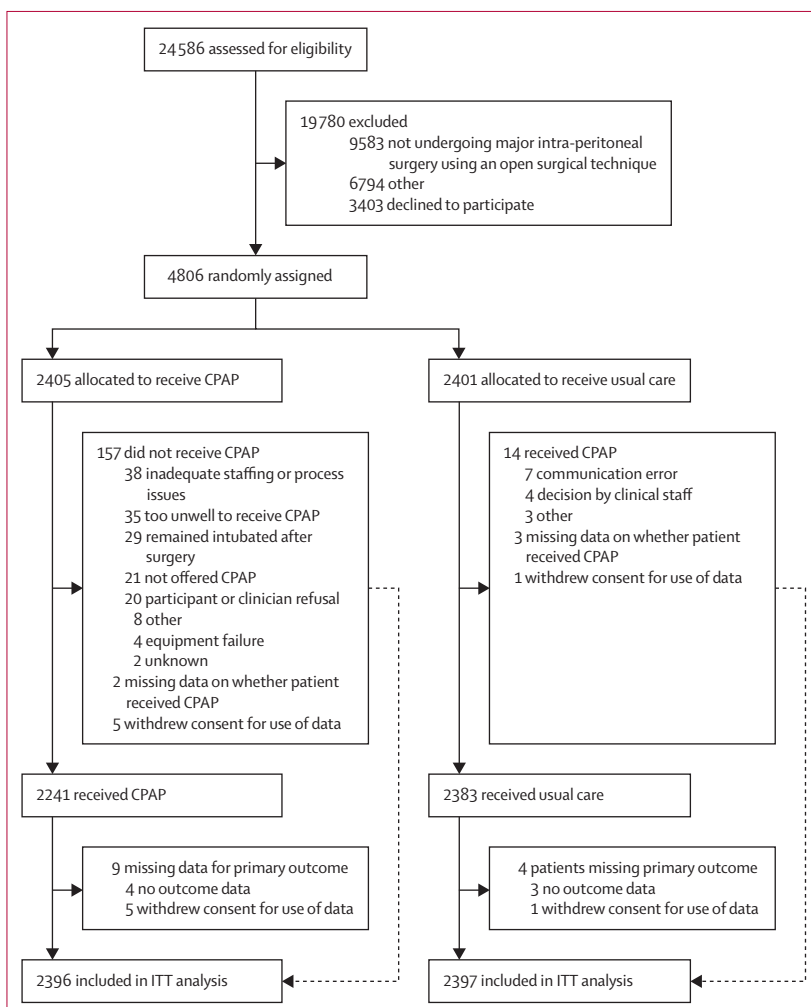 24 586 assessed for eligibility
19 780 excluded
9583 not undergoing major intra-peritoneal
surgery using an open surgical technique
6794 other
3403 declined to participate
4806 randomly assigned
2405 allocated to receive CPAP
2401 allocated to receive usual care
157 did not receive CPAP
38 inadequate staffing or process
issues
35 too unwell to receive CPAP
29 remained intubated after
surgery
21 not offered CPAP
20 participant or clinician refusal
8 other
4 equipment failure
2 unknown
2 missing data on whether patient
received CPAP
5 withdrew consent for use of data
14 received CPAP
7 communication error
4 decision by clinical staff
3 other
3 missing data on whether patient
received CPAP
1 withdrew consent for use of data
2241 received CPAP
2383 received usual care
9 missing data for primary outcome
4 no outcome data
5 withdrew consent for use of data
4 patients missing primary outcome
3 no outcome data
1 withdrew consent for use of data
2396 included in ITT analysis
2397 included in ITT analysis